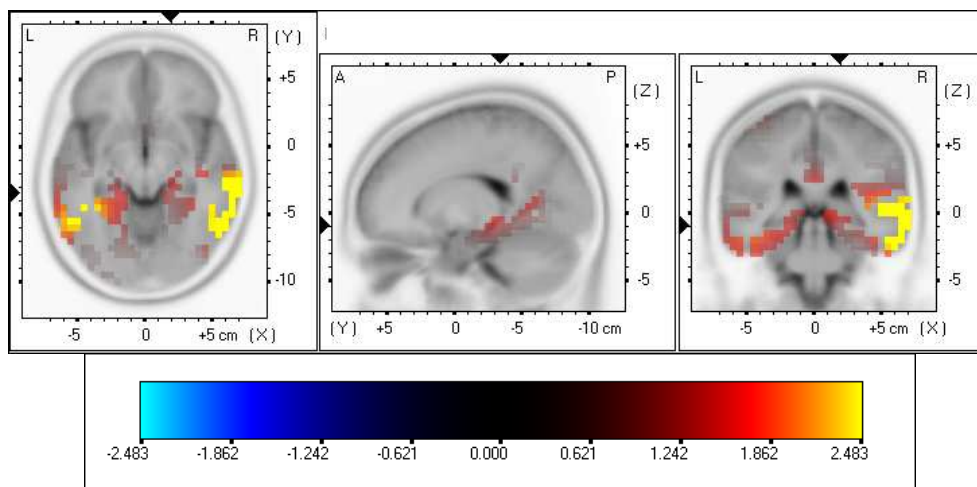 L R (Y)
+5
0
-5
-10
-5 0 +5 cm (X)
A P (Z)
+5
0
-5
(Y) +5 0 -5 -10 cm
L R (Z)
+5
0
-5
-5 0 +5 cm (X)
-2.483 -1.862 -1.242 -0.621 0.000 0.621 1.242 1.862 2.483